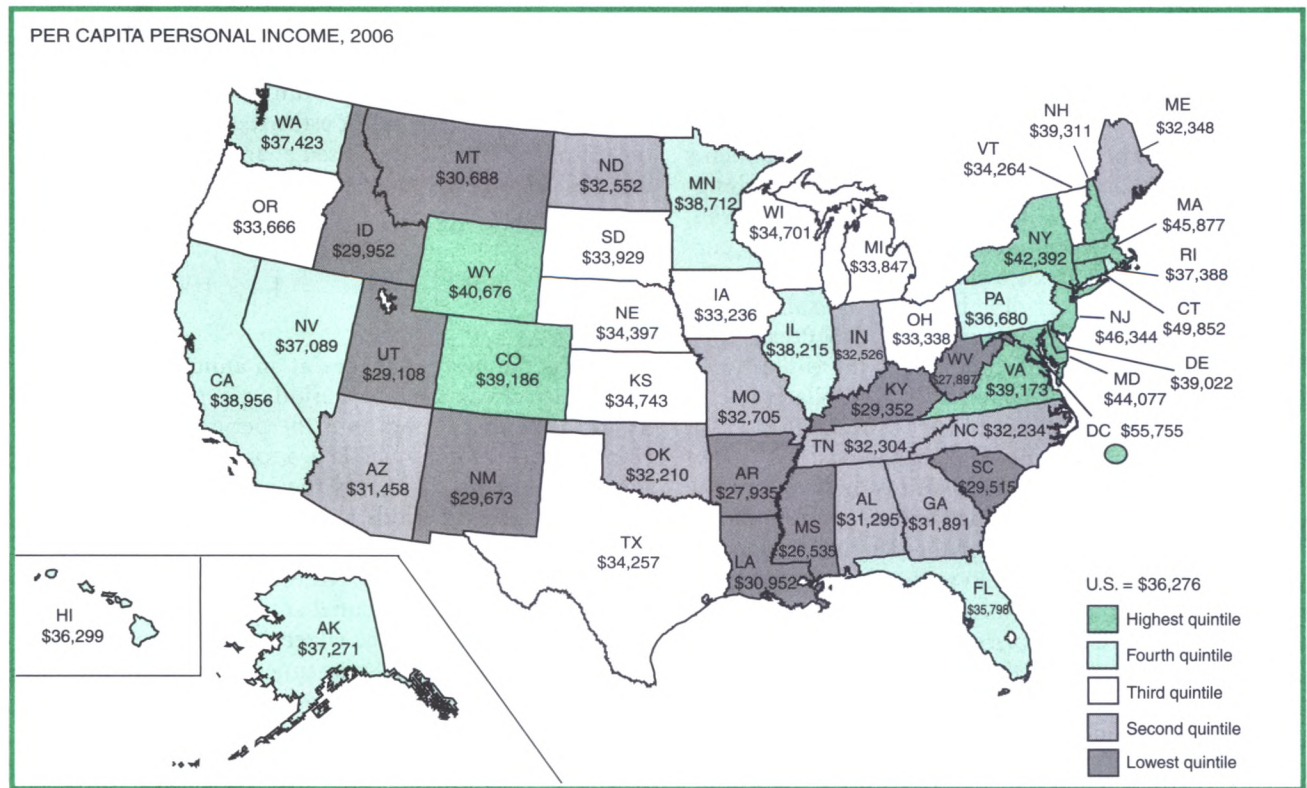 PER CAPITA PERSONAL INCOME, 2006
WA
$37,423
OR
$33,666
ID
$29,952
MT
$30,688
ND
$32,552
MN
$38,712
WI
$34,701
MI
$33,847
SD
$33,929
WY
$40,676
NE
$34,397
IA
$33,236
IL
$38,215
IN
$32,526
OH
$33,338
PA
$36,680
NY
$42,392
VT
$34,264
NH
$39,311
ME
$32,348
MA
$45,877
RI
$37,388
CT
$49,852
NJ
$46,344
DE
$39,022
MD
$44,077
DC $55,755
VA
$39,173
WV
$27,897
KY
$29,352
NV
$37,089
CA
$38,956
UT
$29,108
CO
$39,186
KS
$34,743
MO
$32,705
TN $32,304
NC $32,234
SC
$29,515
AZ
$31,458
NM
$29,673
OK
$32,210
AR
$27,935
TX
$34,257
LA
$30,952
MS
$26,535
AL
$31,295
GA
$31,891
FL
$35,798
HI
$36,299
AK
$37,271
U.S. = $36,276
Highest quintile
Fourth quintile
Third quintile
Second quintile
Lowest quintile